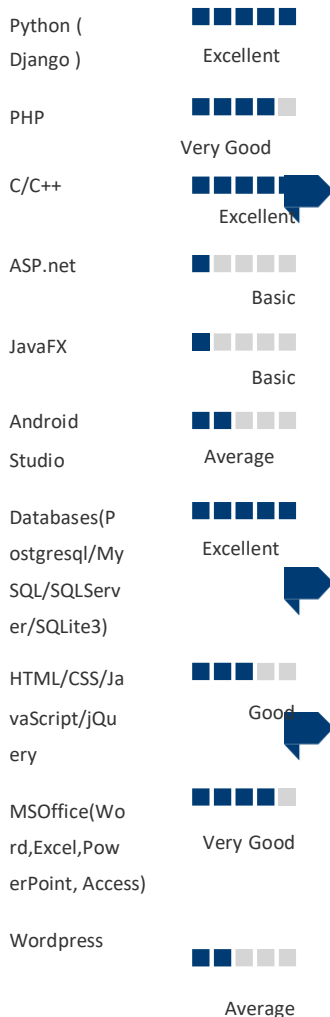 Python (
Django )
Excellent
PHP
Very Good
C/C++
Excellent
ASP.net
Basic
JavaFX
Basic
Android
Studio
Average
Databases(P
ostgresql/My
SQL/SQLServ
er/SQLite3)
Excellent
HTML/CSS/Ja
vaScript/jQu
ery
Good
MSOffice(Wo
rd,Excel,Pow
erPoint, Access)
Very Good
Wordpress
Average